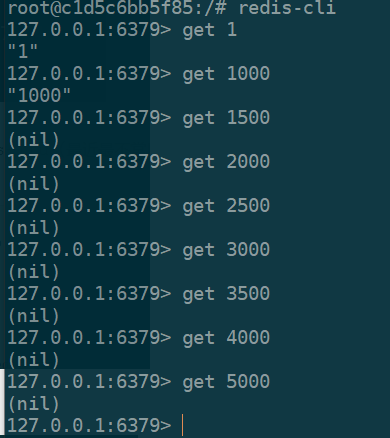 root@c1d5c6bb5f85:/# redis-cli
127.0.0.1:6379> get 1
"1"
127.0.0.1:6379> get 1000
"1000"
127.0.0.1:6379> get 1500
(nil)
127.0.0.1:6379> get 2000
(nil)
127.0.0.1:6379> get 2500
(nil)
127.0.0.1:6379> get 3000
(nil)
127.0.0.1:6379> get 3500
(nil)
127.0.0.1:6379> get 4000
(nil)
127.0.0.1:6379> get 5000
(nil)
127.0.0.1:6379>